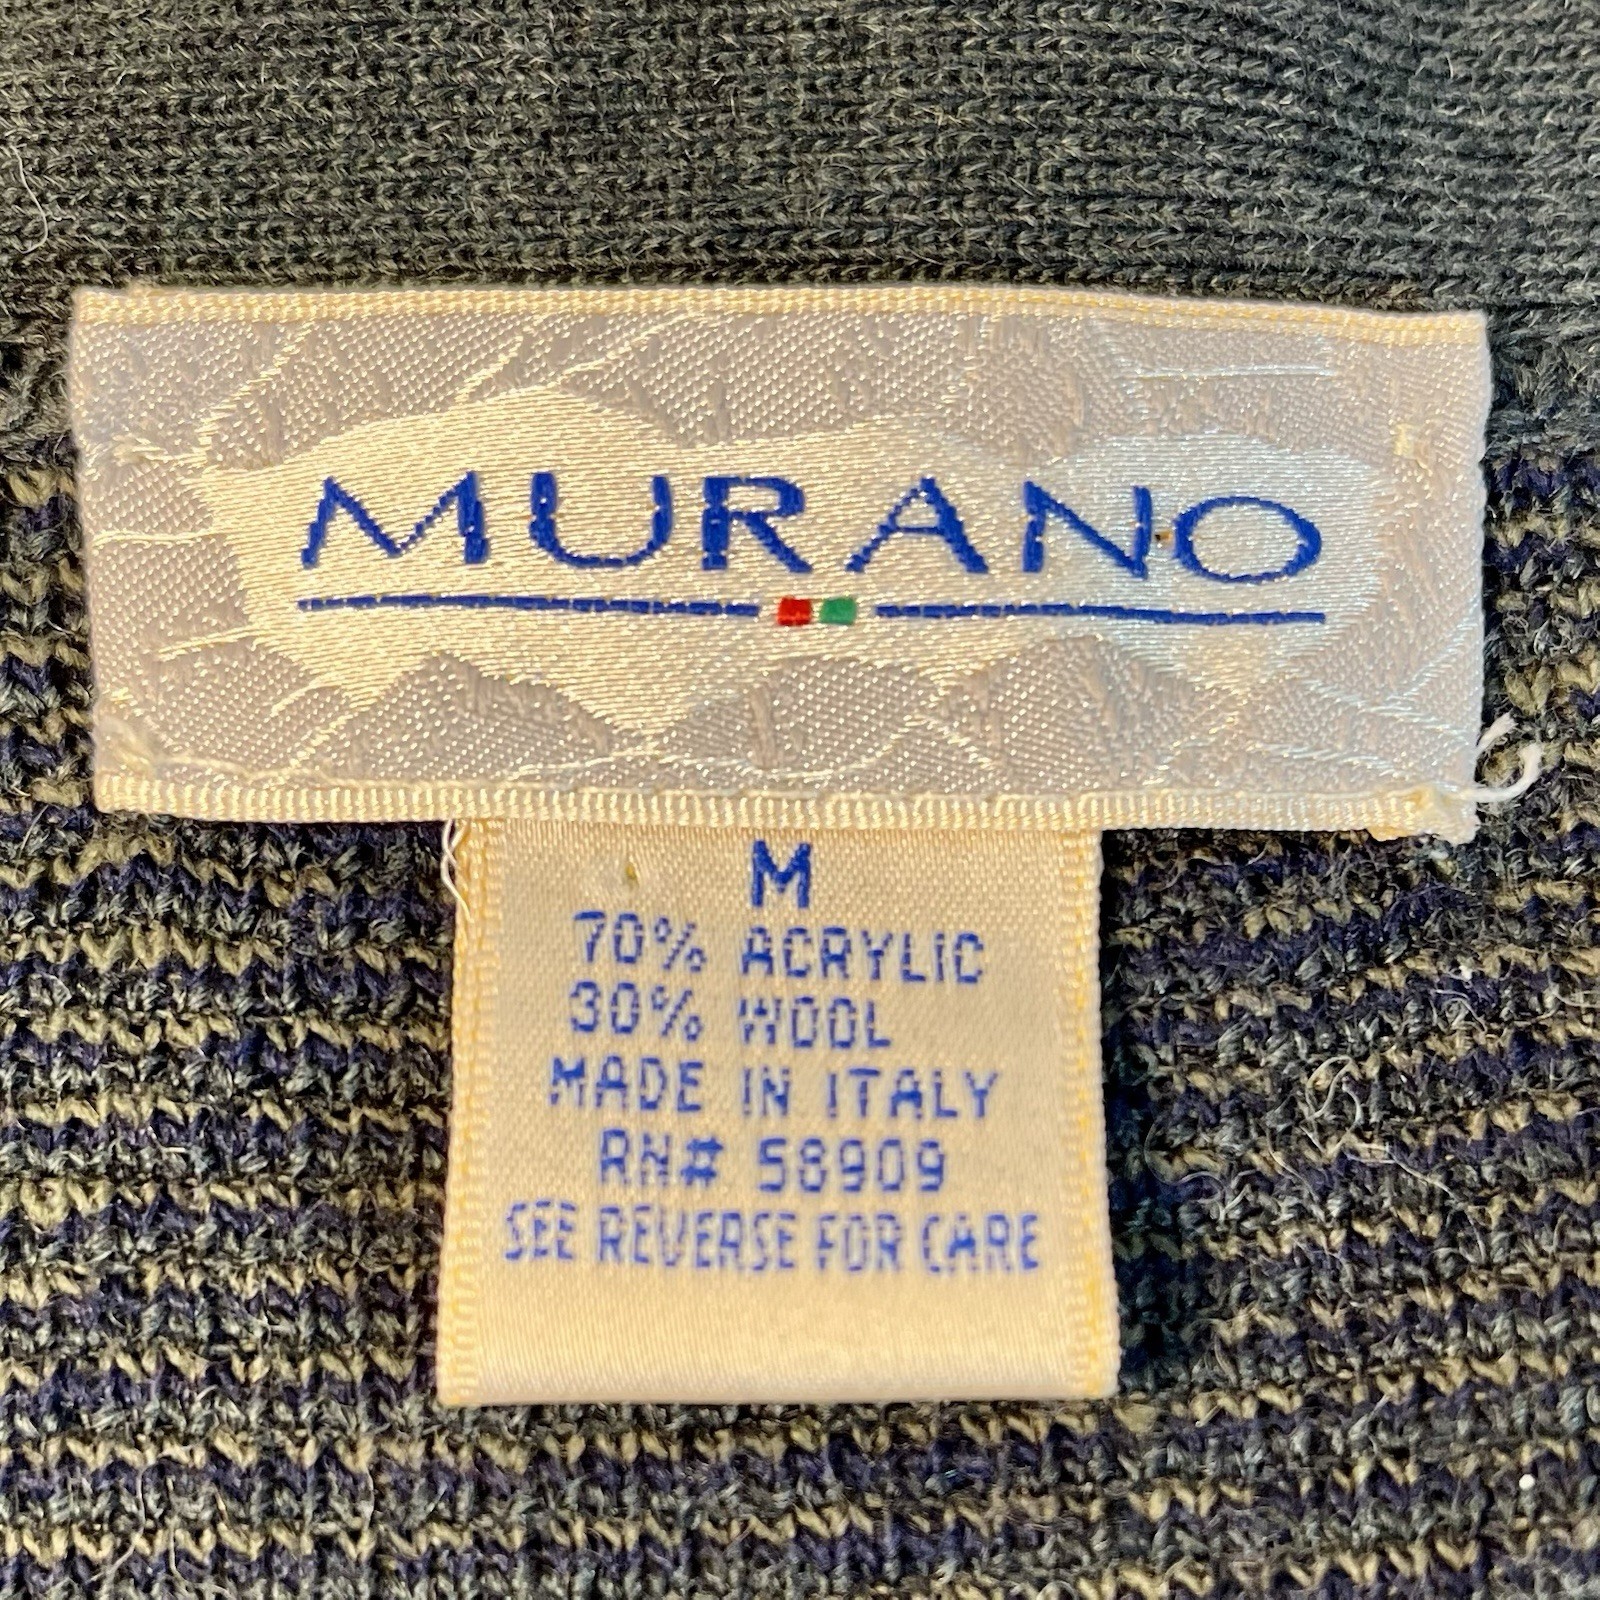 MURANO
M
70% ACRYLIC
30% WOOL
MADE IN ITALY
RN# 58909
SEE REVERSE FOR CARE